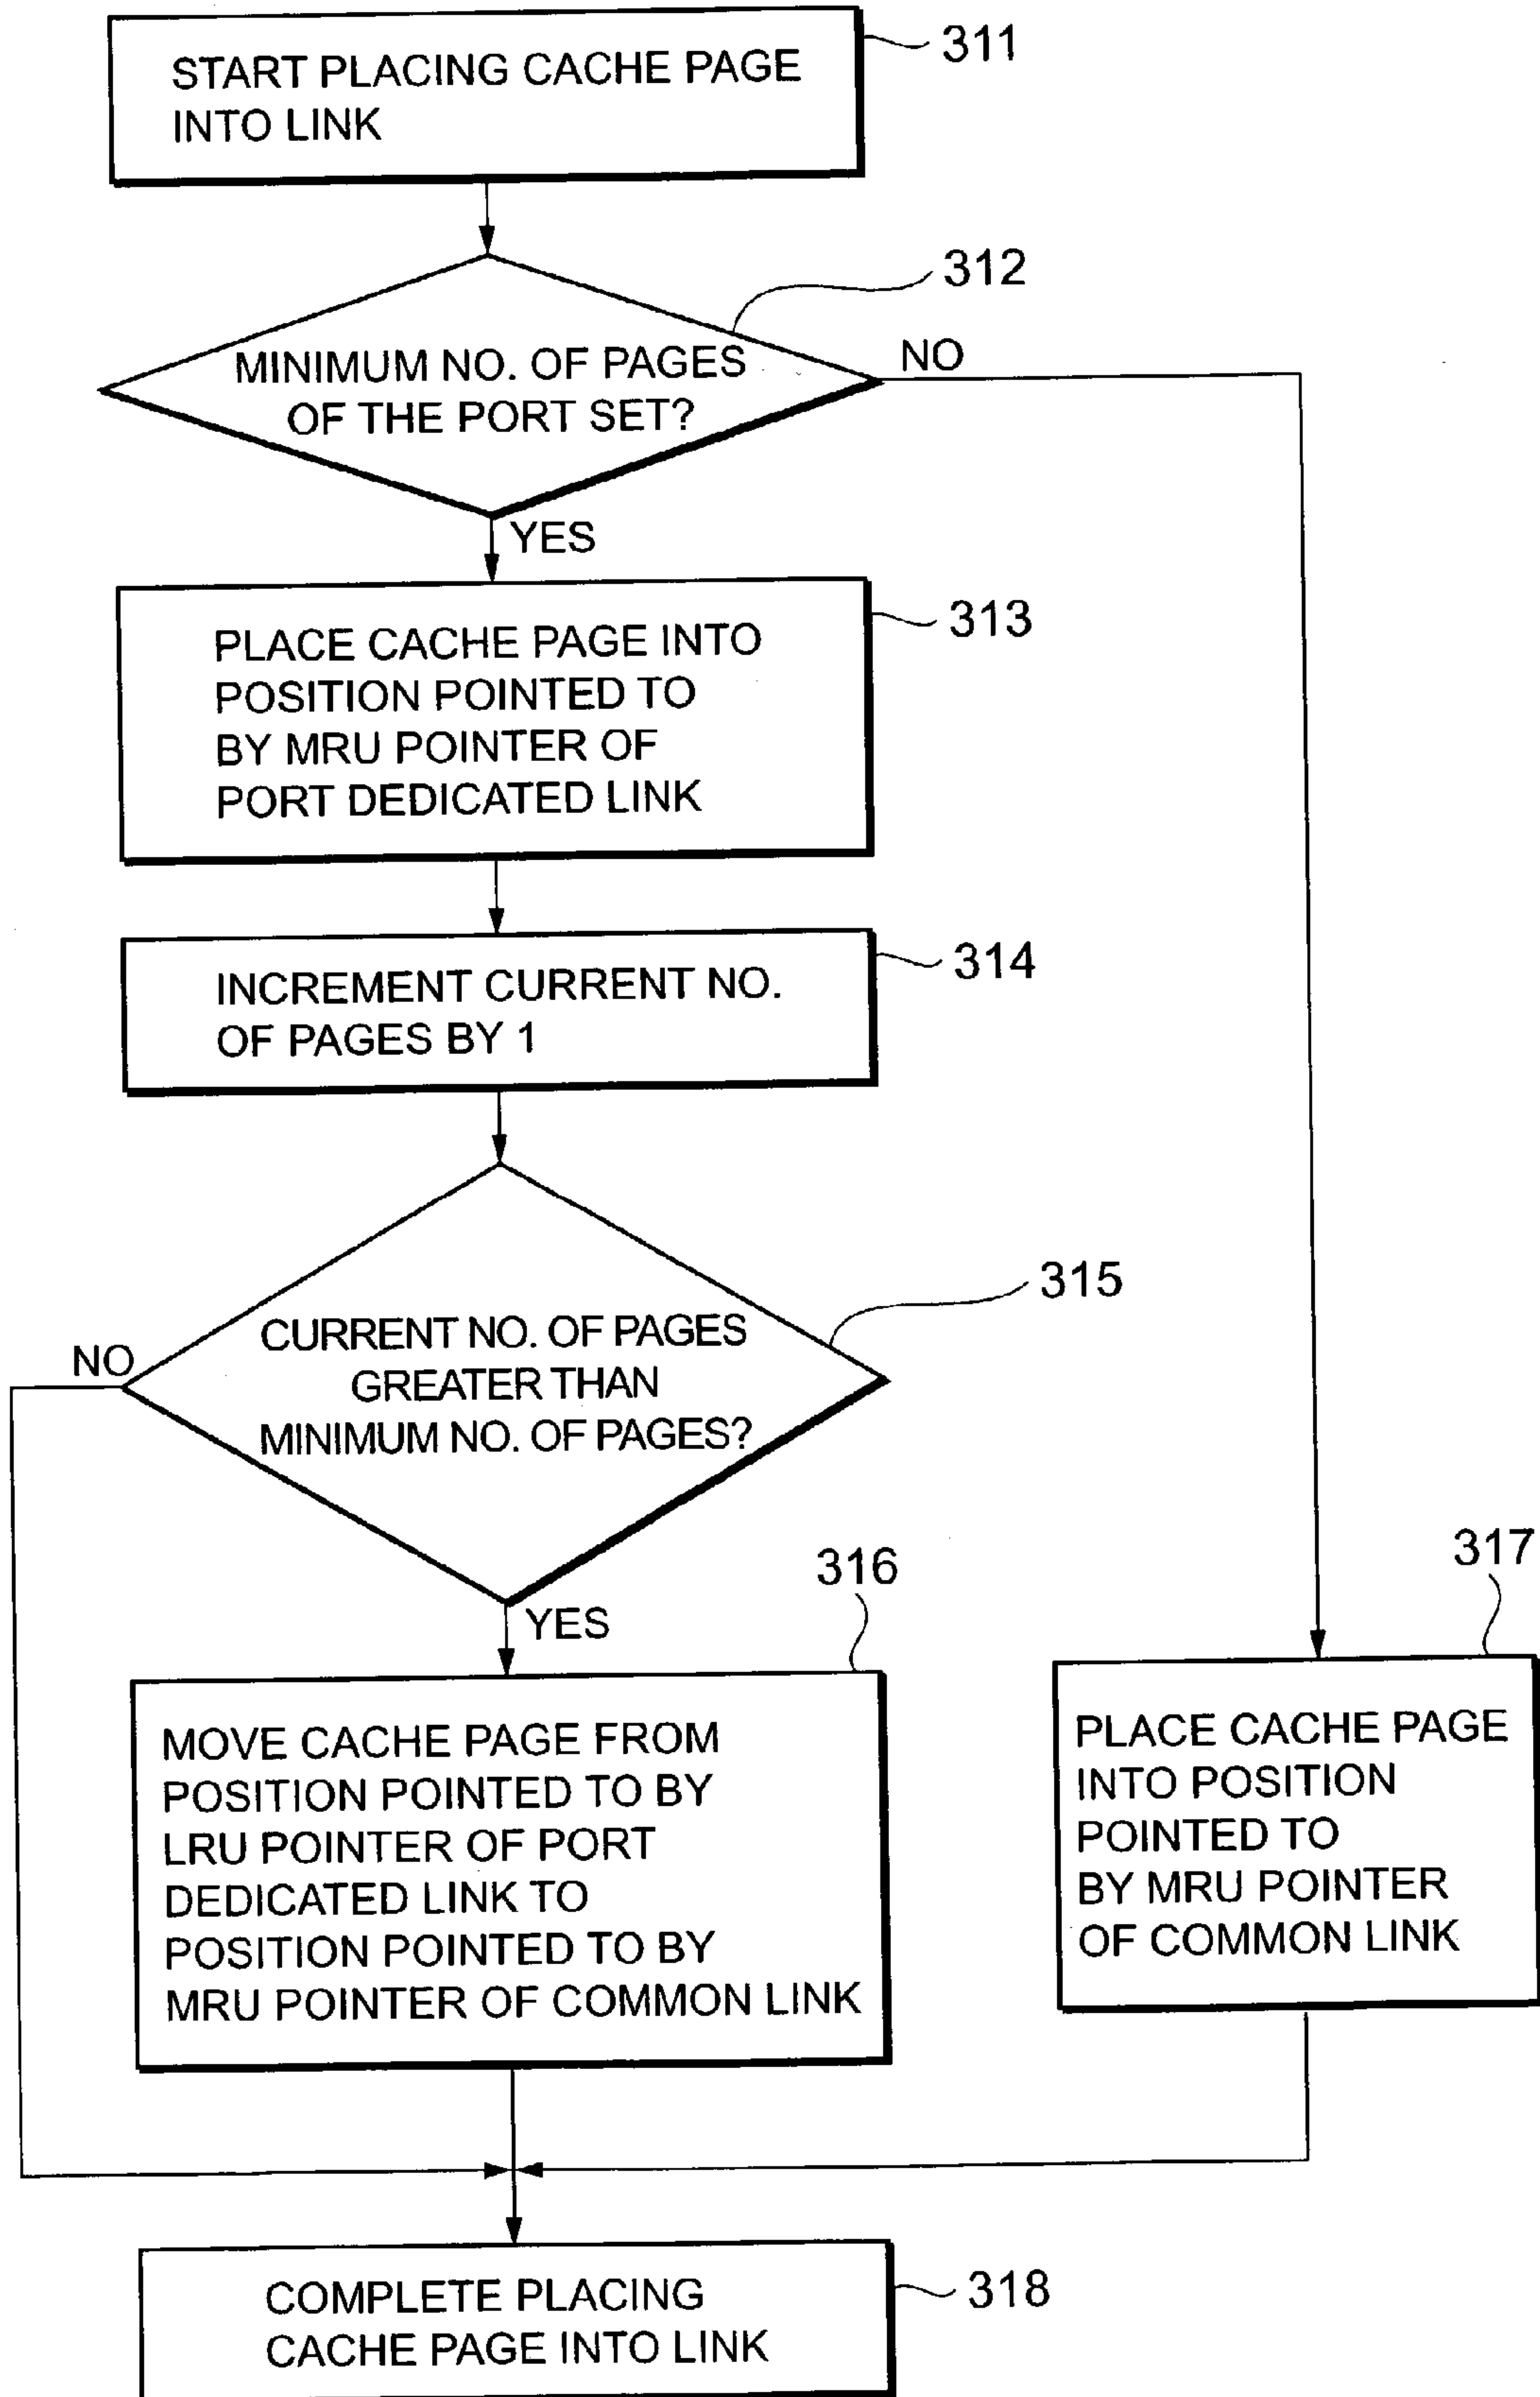 START PLACING CACHE PAGE
INTO LINK
311
312
MINIMUM NO. OF PAGES
OF THE PORT SET?
NO
YES
PLACE CACHE PAGE INTO
POSITION POINTED TO
BY MRU POINTER OF
PORT DEDICATED LINK
313
INCREMENT CURRENT NO.
OF PAGES BY 1
314
315
CURRENT NO. OF PAGES
GREATER THAN
MINIMUM NO. OF PAGES?
NO
YES
316
MOVE CACHE PAGE FROM
POSITION POINTED TO BY
LRU POINTER OF PORT
DEDICATED LINK TO
POSITION POINTED TO BY
MRU POINTER OF COMMON LINK
317
PLACE CACHE PAGE
INTO POSITION
POINTED TO
BY MRU POINTER
OF COMMON LINK
COMPLETE PLACING
CACHE PAGE INTO LINK
318